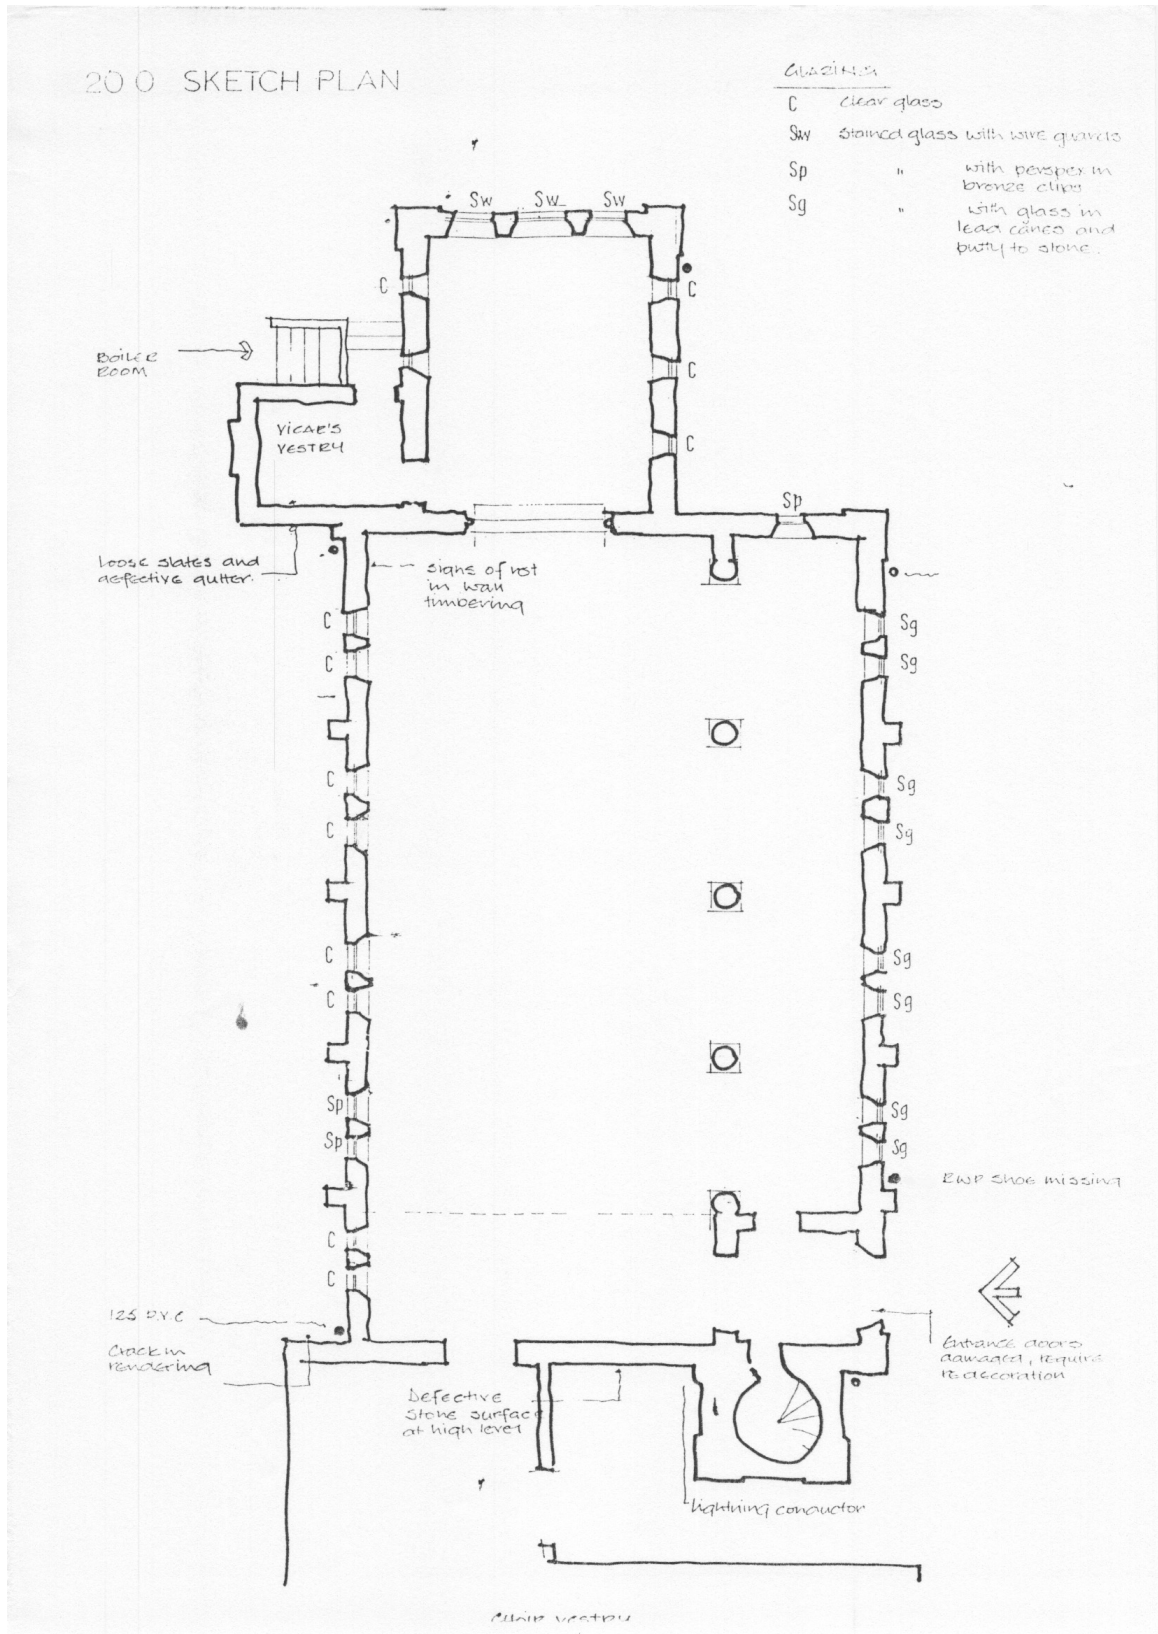 20 0 SKETCH PLAN
GLAZING
C clear glass
Sw stained glass with wire guards
Sp " with perspex in
bronze clips
Sg " with glass in
lead canes and
putty to stone.
Sw Sw Sw
C C
BOILER
ROOM
C
VICAR'S
VESTRY
C
Sp
Loose slates and
defective gutter.
signs of rot
in wall
timbering
C Sg
C Sg
C Sg
C Sg
C Sg
C Sg
Sp Sg
Sp Sg
RWP shoe missing
C
C
125 D.V.C
Crack in
rendering
Entrance doors
damaged, require
redecoration
Defective
stone surface
at high level
lightning conductor
choir vestry